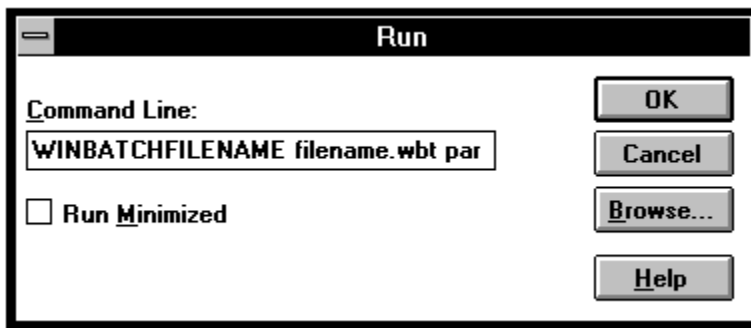 Run
Command Line:
WINBATCHFILENAME filename.wbt par
Run Minimized
OK
Cancel
Browse...
Help